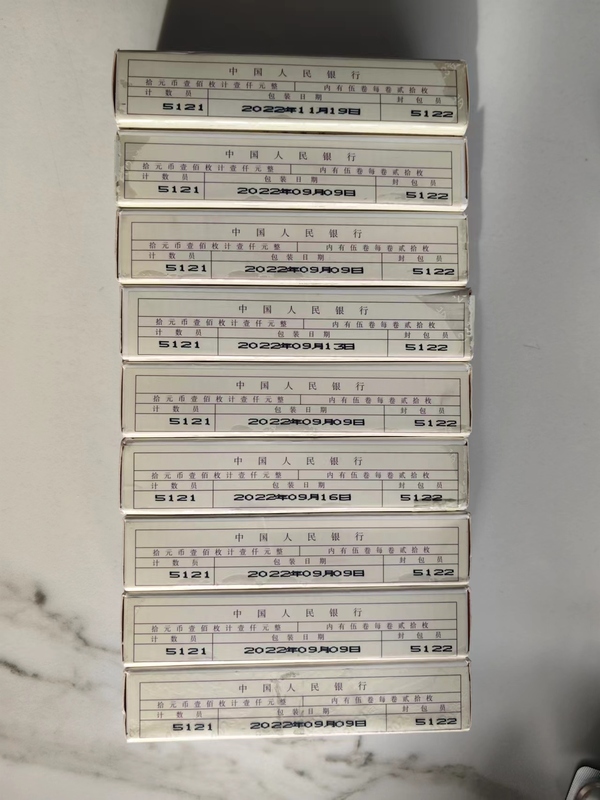 中国人民银行
拾元币壹佰枚计壹仟元整 内有伍卷每卷贰拾枚
计数员 包装日期 封包员
5121 2022年11月19日 5122
中国人民银行
拾元币壹佰枚计壹仟元整 内有伍卷每卷贰拾枚
计数员 包装日期 封包员
5121 2022年09月09日 5122
中国人民银行
拾元币壹佰枚计壹仟元整 内有伍卷每卷贰拾枚
计数员 包装日期 封包员
5121 2022年09月09日 5122
中国人民银行
拾元币壹佰枚计壹仟元整 内有伍卷每卷贰拾枚
计数员 包装日期 封包员
5121 2022年09月13日 5122
中国人民银行
拾元币壹佰枚计壹仟元整 内有伍卷每卷贰拾枚
计数员 包装日期 封包员
5121 2022年09月09日 5122
中国人民银行
拾元币壹佰枚计壹仟元整 内有伍卷每卷贰拾枚
计数员 包装日期 封包员
5121 2022年09月16日 5122
中国人民银行
拾元币壹佰枚计壹仟元整 内有伍卷每卷贰拾枚
计数员 包装日期 封包员
5121 2022年09月09日 5122
中国人民银行
拾元币壹佰枚计壹仟元整 内有伍卷每卷贰拾枚
计数员 包装日期 封包员
5121 2022年09月09日 5122
中国人民银行
拾元币壹佰枚计壹仟元整 内有伍卷每卷贰拾枚
计数员 包装日期 封包员
5121 2022年09月09日 5122